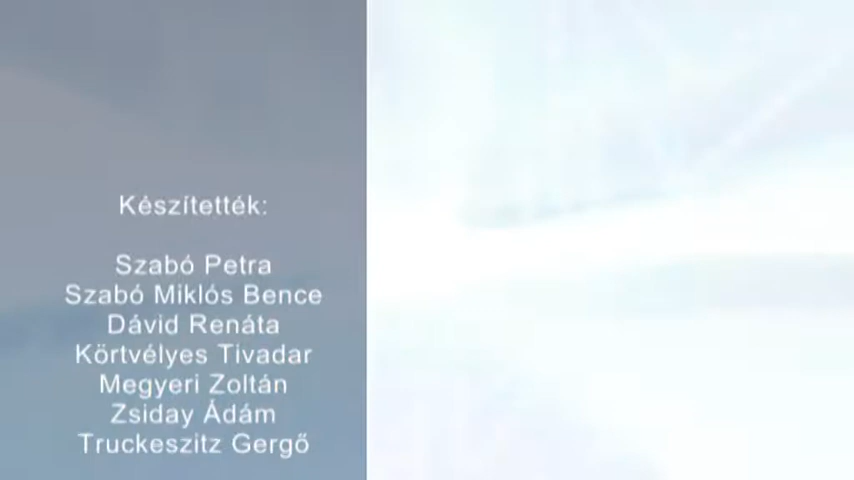 Készítették:
Szabó Petra
Szabó Miklós Bence
Dávid Renáta
Körtvélyes Tivadar
Megyeri Zoltán
Zsiday Ádám
Truckeszitz Gergő